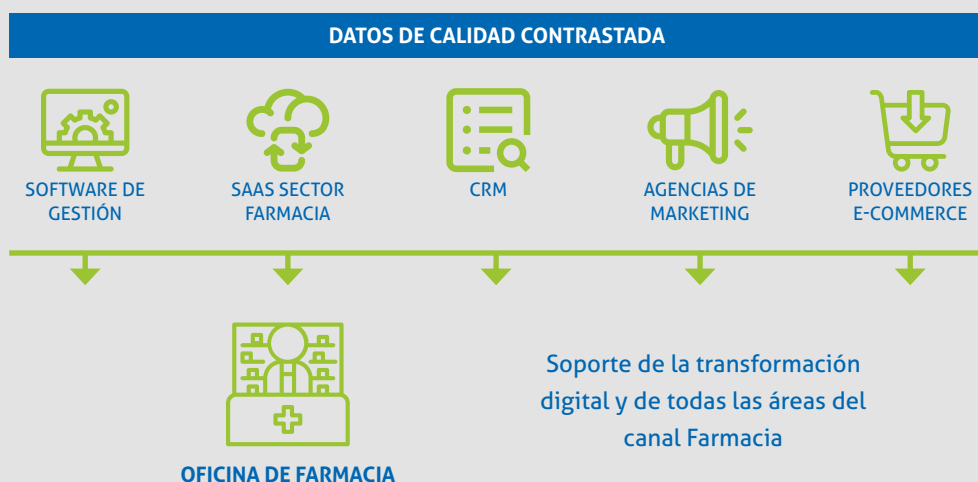 DATOS DE CALIDAD CONTRASTADA
SOFTWARE DE
GESTIÓN
SAAS SECTOR
FARMACIA
CRM
AGENCIAS DE
MARKETING
PROVEEDORES
E-COMMERCE
OFICINA DE FARMACIA
Soporte de la transformación
digital y de todas las áreas del
canal Farmacia